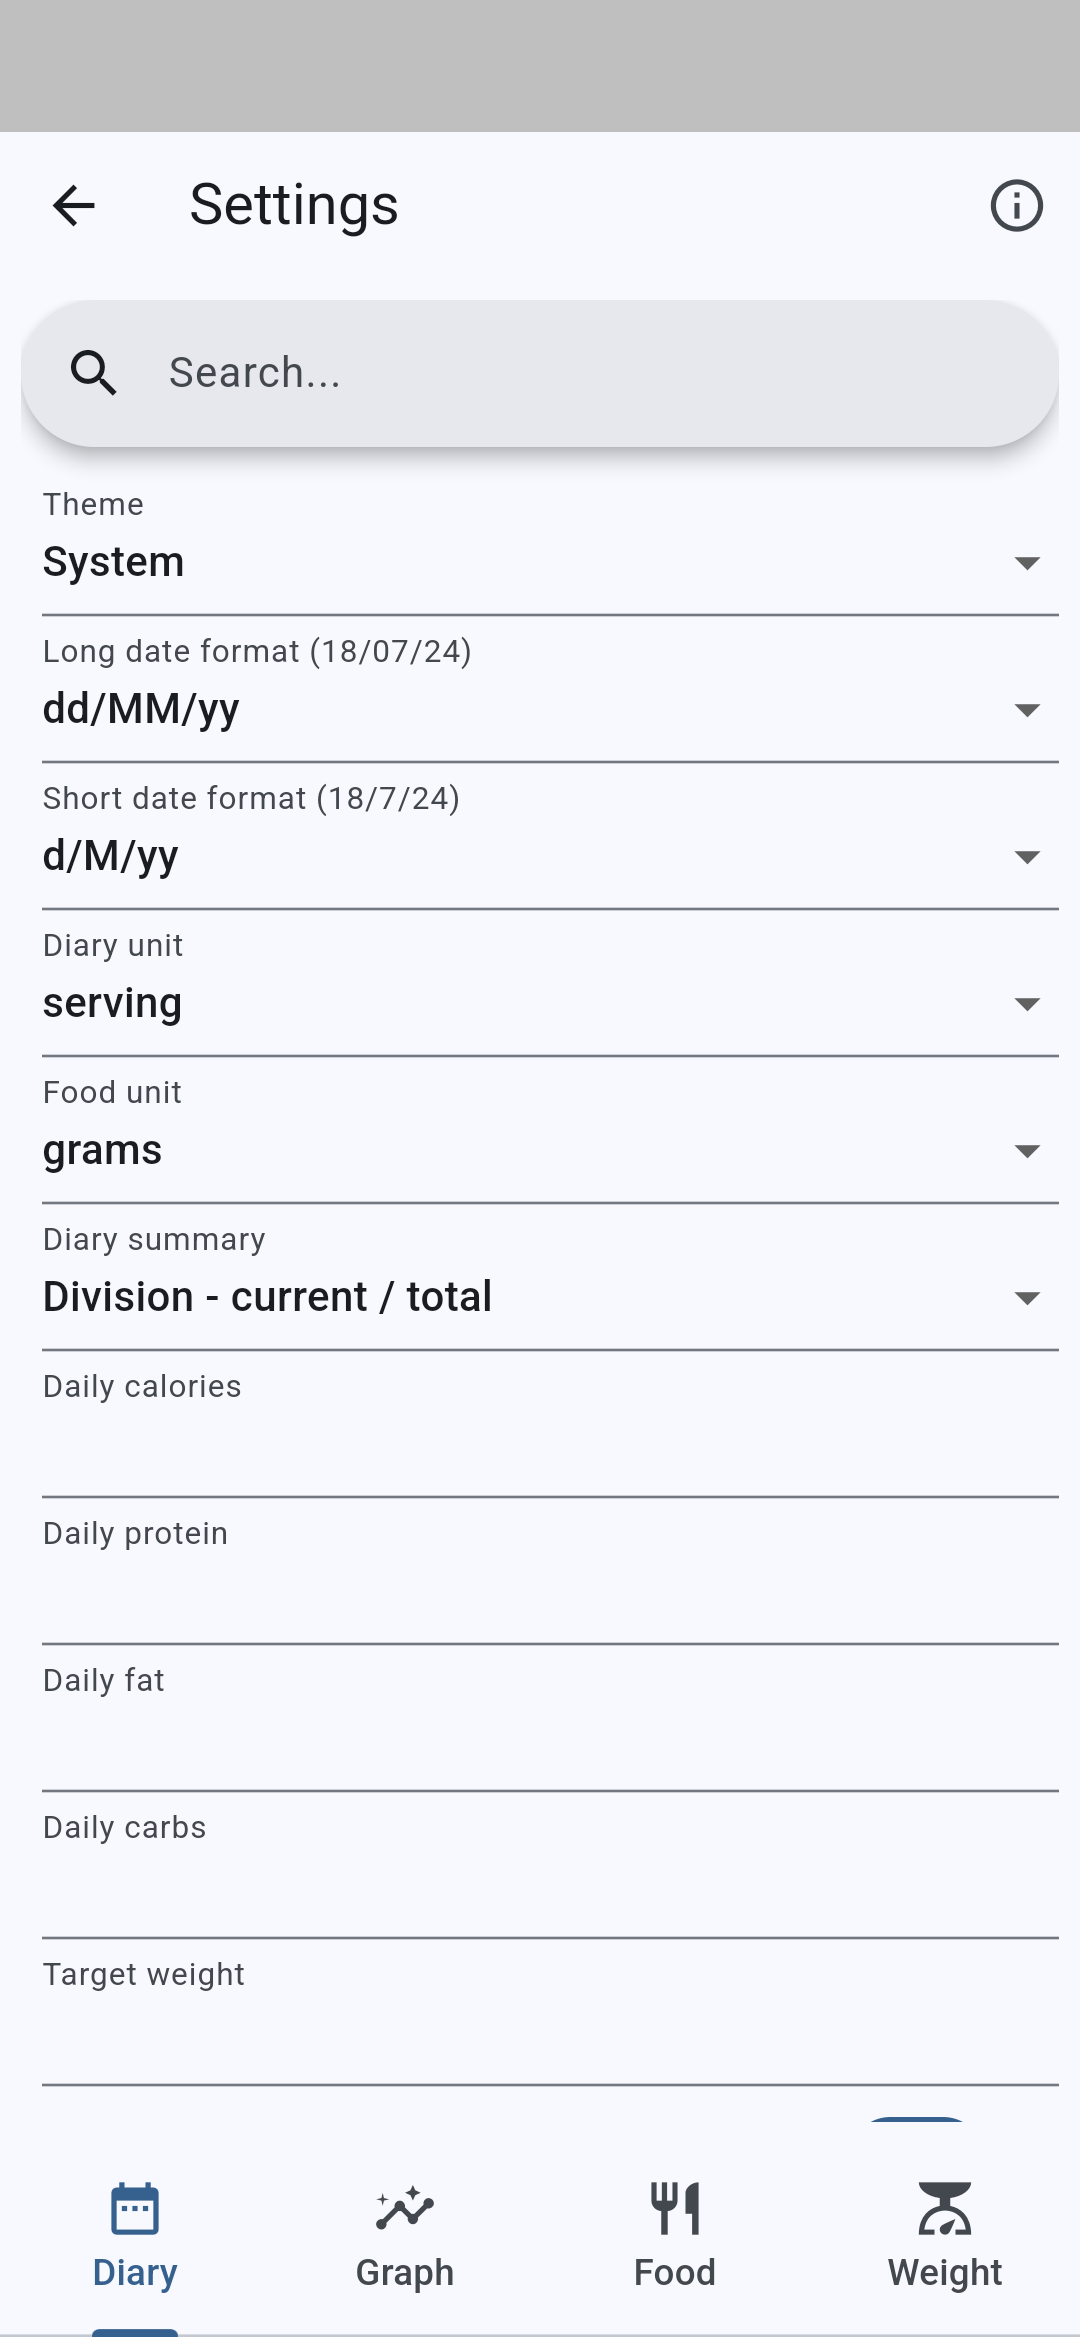 Settings
Search...
Theme
System
Long date format (18/07/24)
dd/MM/yy
Short date format (18/7/24)
d/M/yy
Diary unit
serving
Food unit
grams
Diary summary
Division - current / total
Daily calories
Daily protein
Daily fat
Daily carbs
Target weight
Diary
Graph
Food
Weight